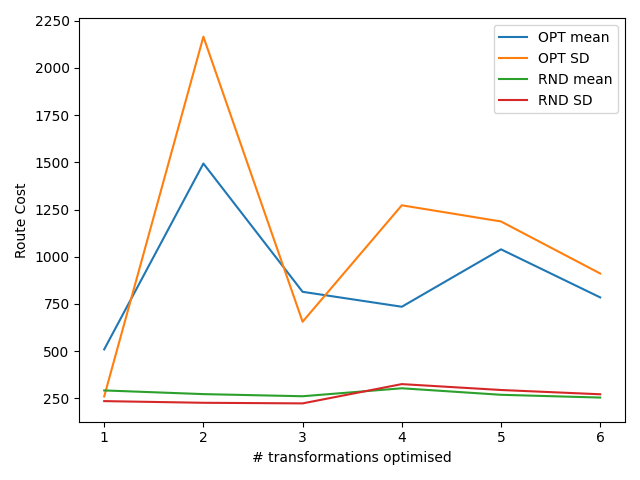 2250
2000
1750
1500
1250
1000
750
500
250
Route Cost
1 2 3 4 5 6
# transformations optimised
OPT mean
OPT SD
RND mean
RND SD